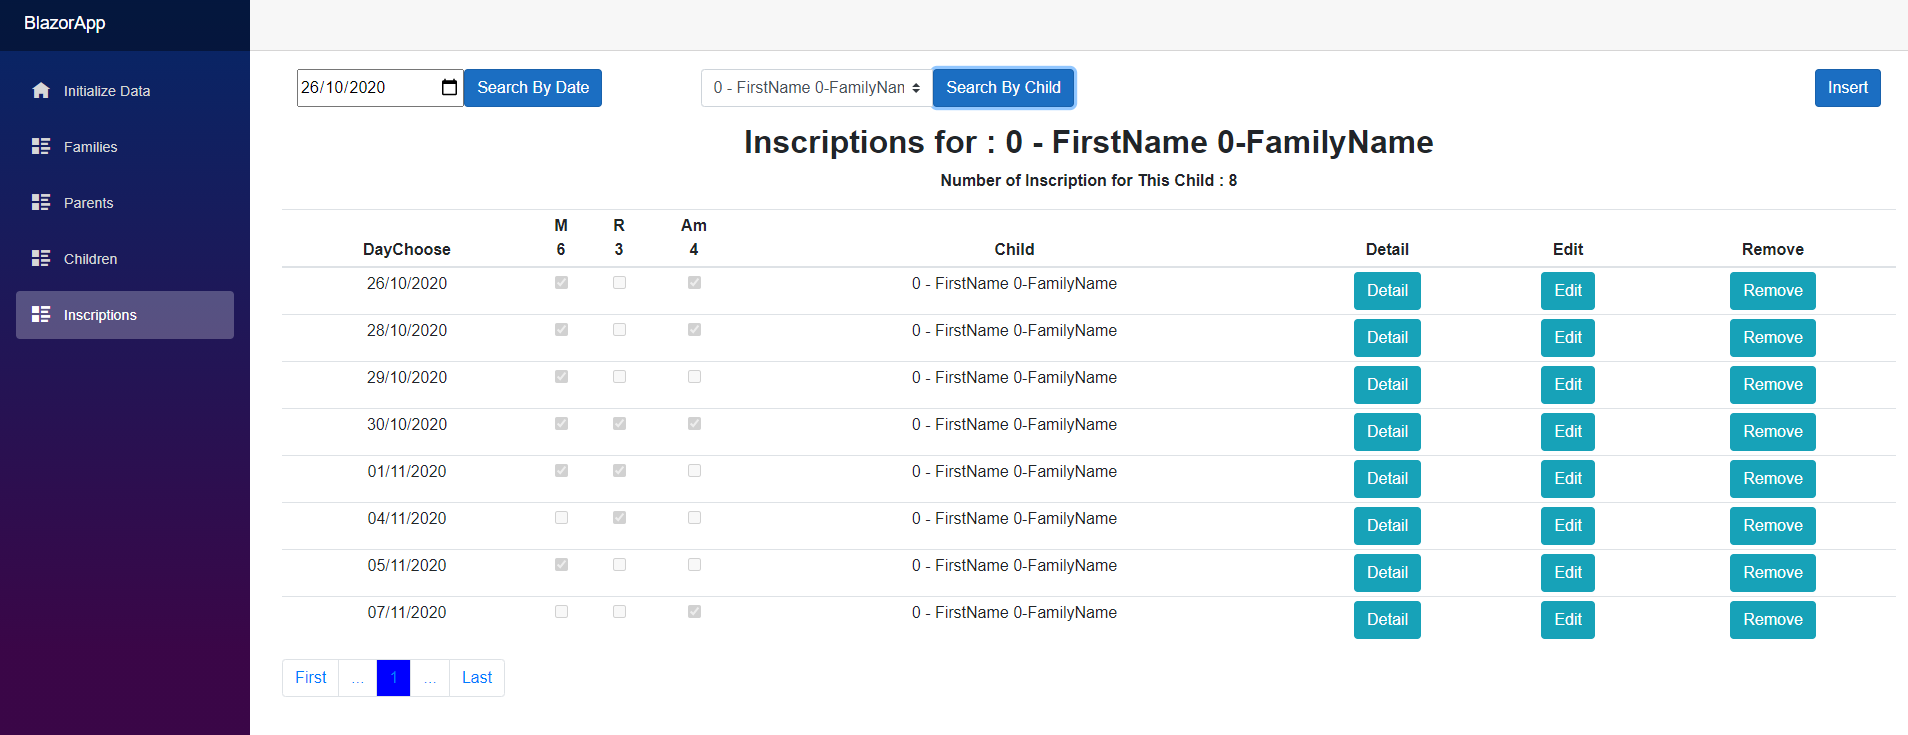 BlazorApp
Initialize Data
Families
Parents
Children
Inscriptions
26/10/2020 Search By Date 0 - FirstName 0-FamilyNan Search By Child Insert
Inscriptions for : 0 - FirstName 0-FamilyName
Number of Inscription for This Child : 8
M R Am
DayChoose 6 3 4 Child Detail Edit Remove
26/10/2020 0 - FirstName 0-FamilyName Detail Edit Remove
28/10/2020 0 - FirstName 0-FamilyName Detail Edit Remove
29/10/2020 0 - FirstName 0-FamilyName Detail Edit Remove
30/10/2020 0 - FirstName 0-FamilyName Detail Edit Remove
01/11/2020 0 - FirstName 0-FamilyName Detail Edit Remove
04/11/2020 0 - FirstName 0-FamilyName Detail Edit Remove
05/11/2020 0 - FirstName 0-FamilyName Detail Edit Remove
07/11/2020 0 - FirstName 0-FamilyName Detail Edit Remove
First ... 1 ... Last